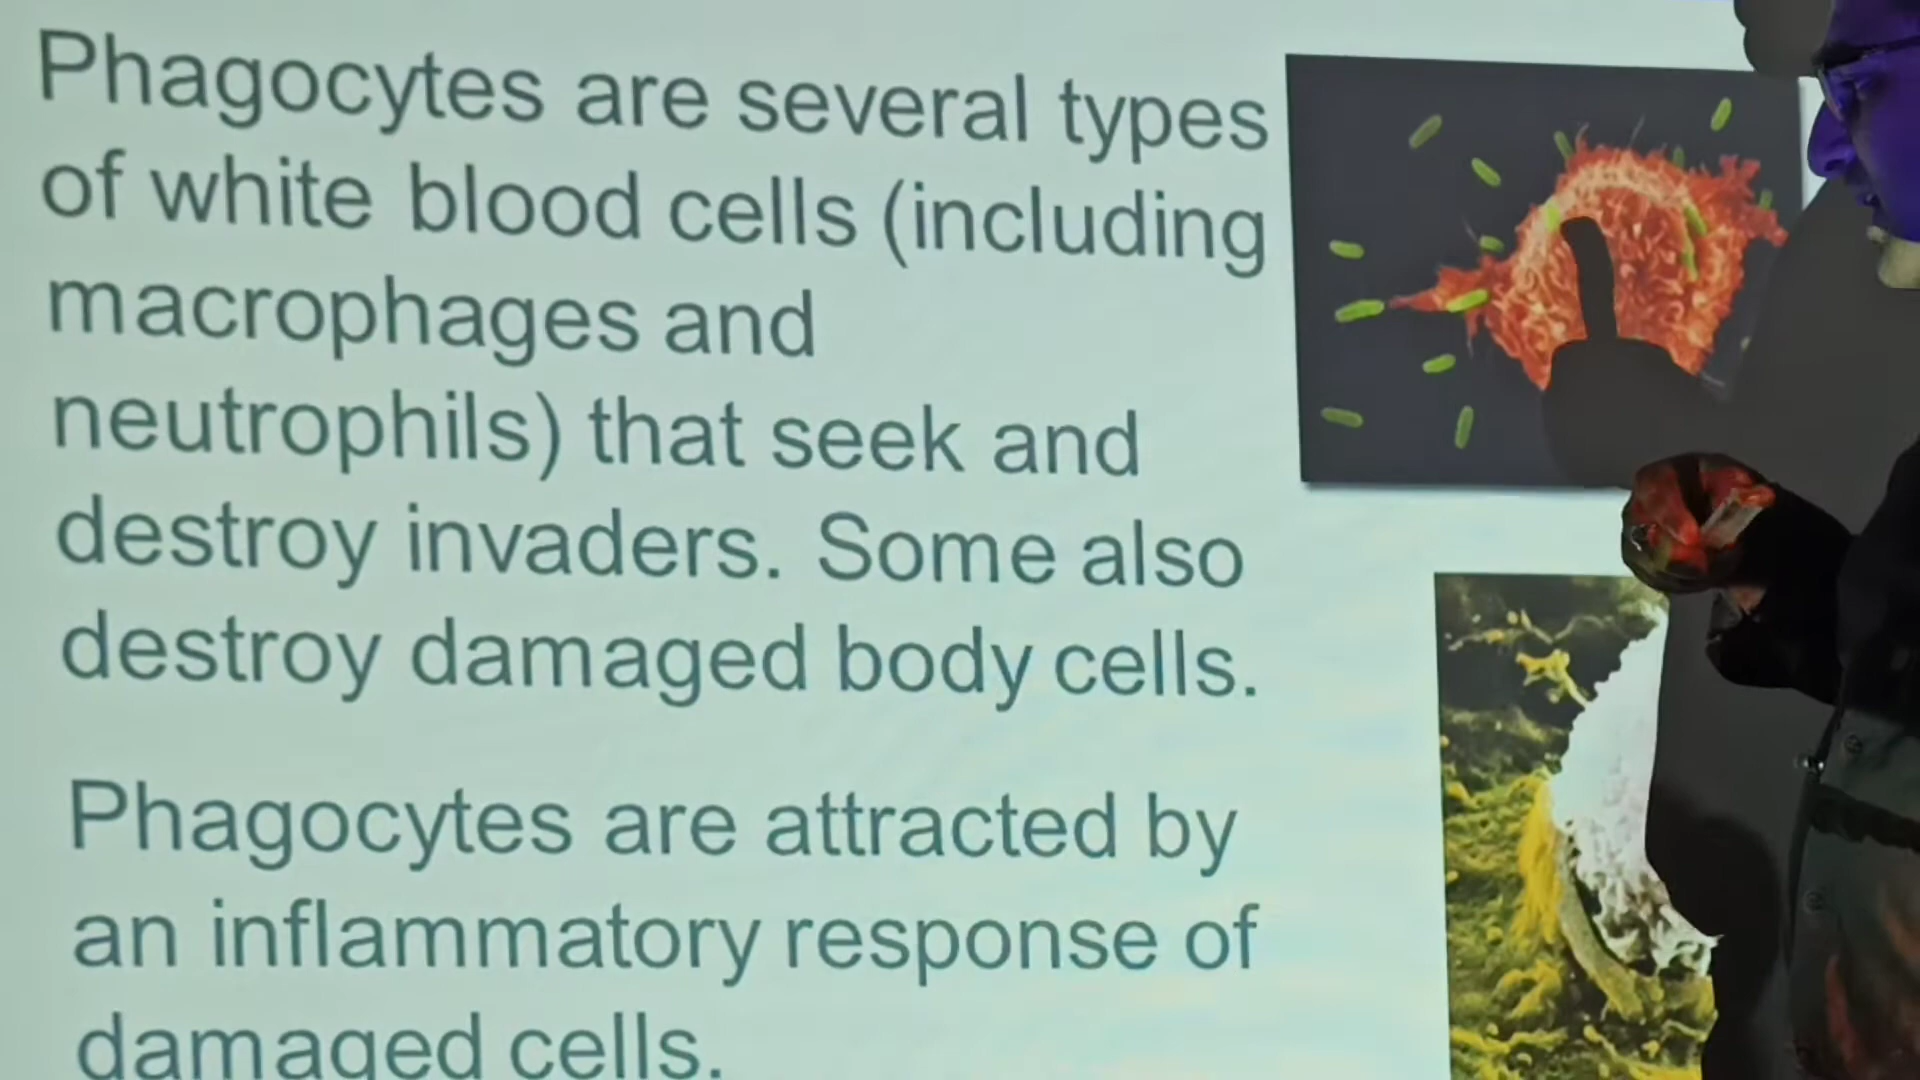 Phagocytes are several types
of white blood cells (including
macrophages and
neutrophils) that seek and
destroy invaders. Some also
destroy damaged body cells.
Phagocytes are attracted by
an inflammatory response of
damaged cells.